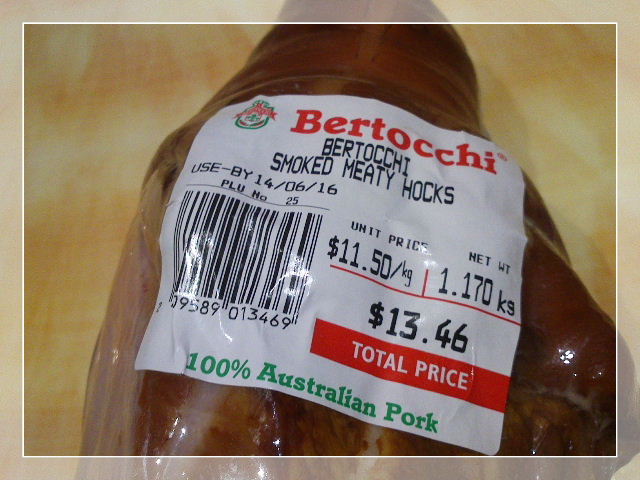 Bertocchi®
BERTOCCHI
SMOKED MEATY HOCKS
USE-BY 14/06/16
PLU No 25
UNIT PRICE
NET WT
$11.50/kg
1.170 kg
09589 013469
$13.46
TOTAL PRICE
100% Australian Pork